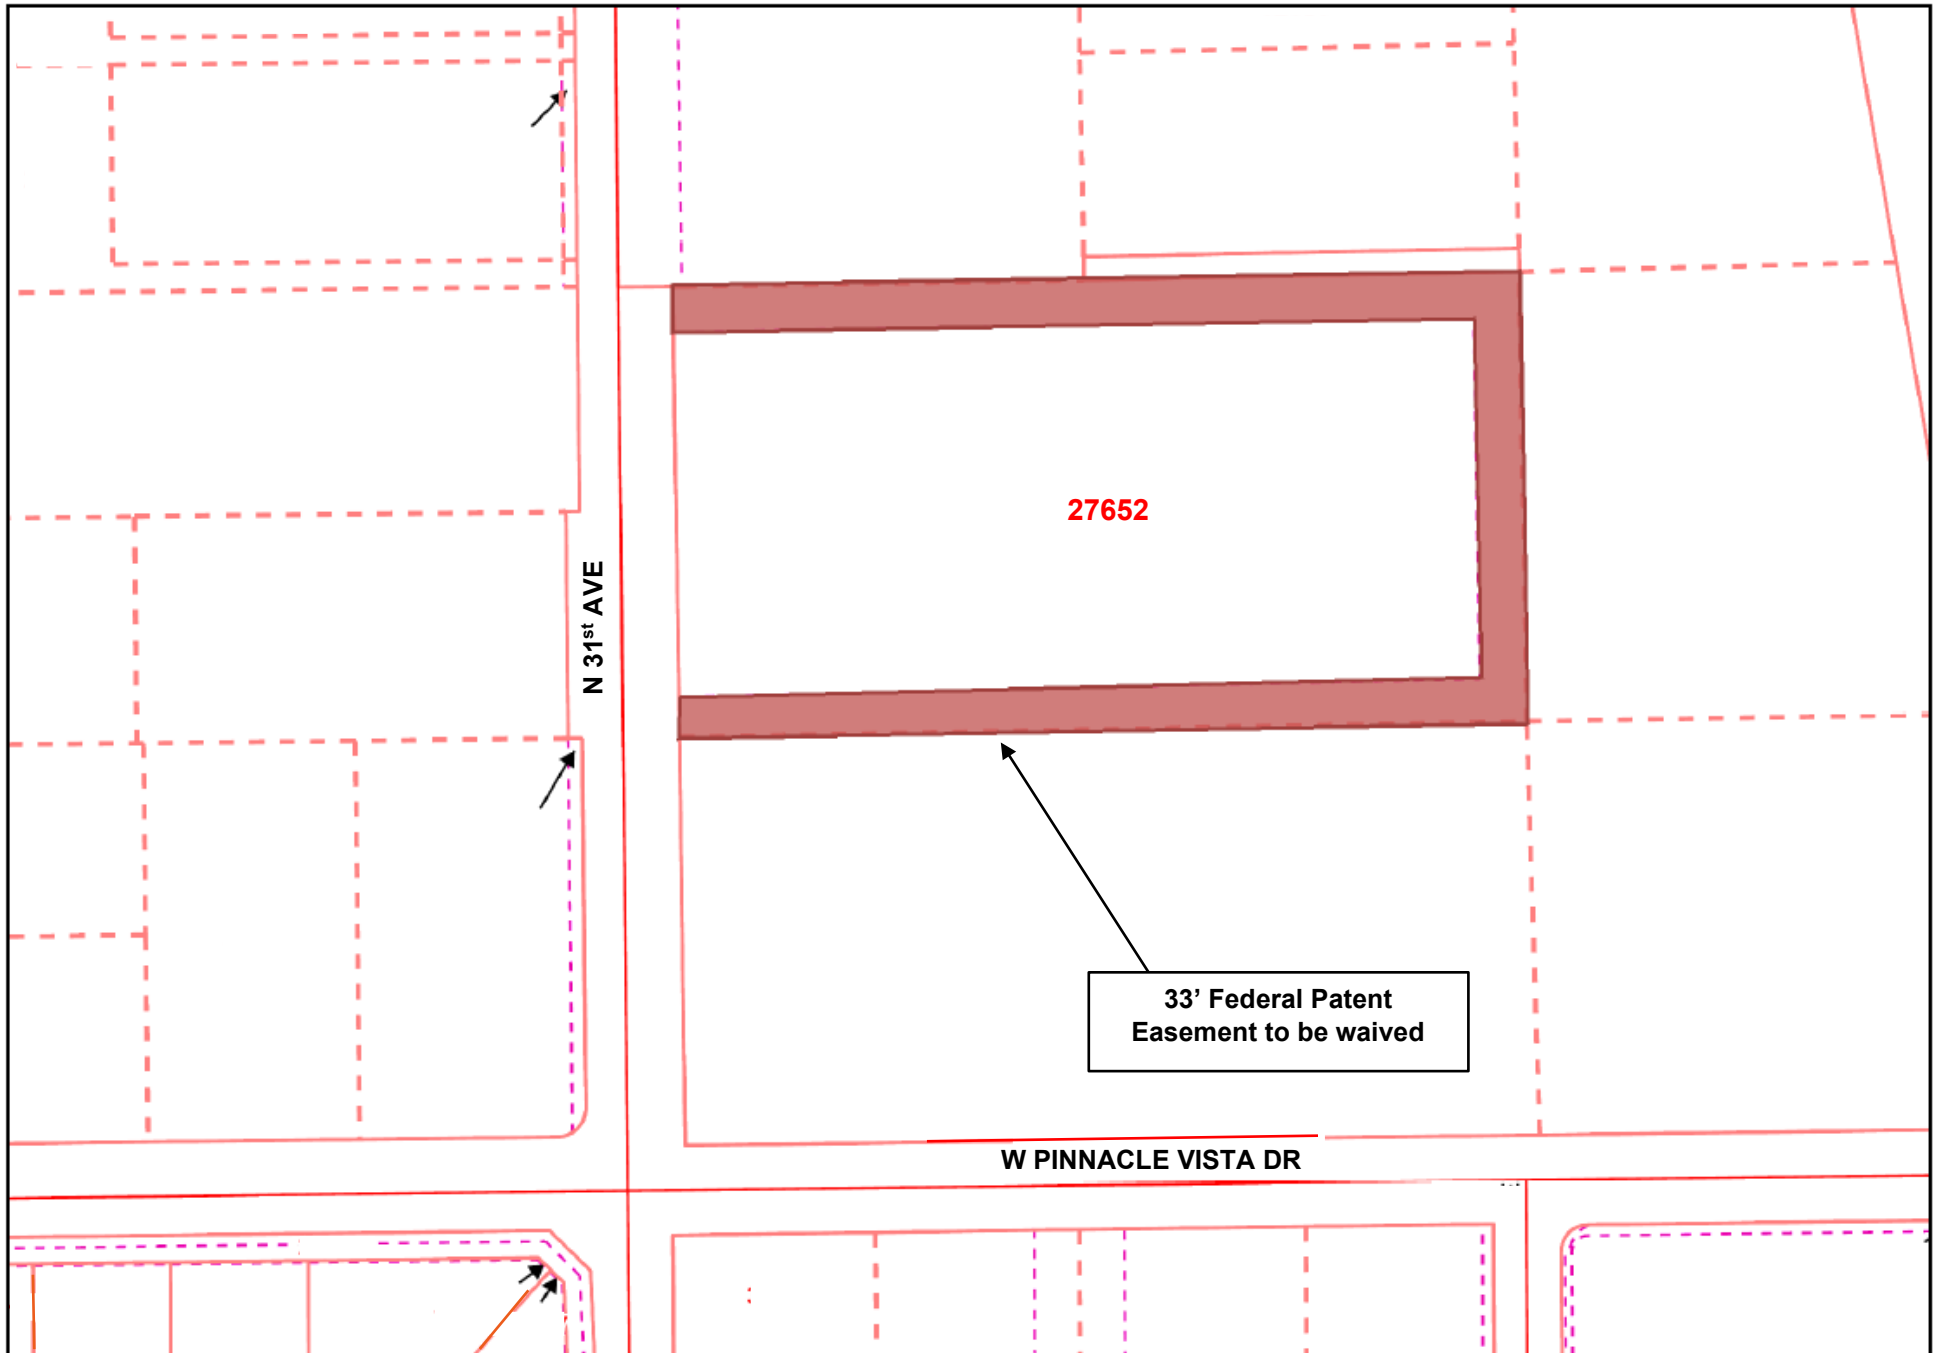 27652
N 31st AVE
33’ Federal Patent
Easement to be waived
W PINNACLE VISTA DR